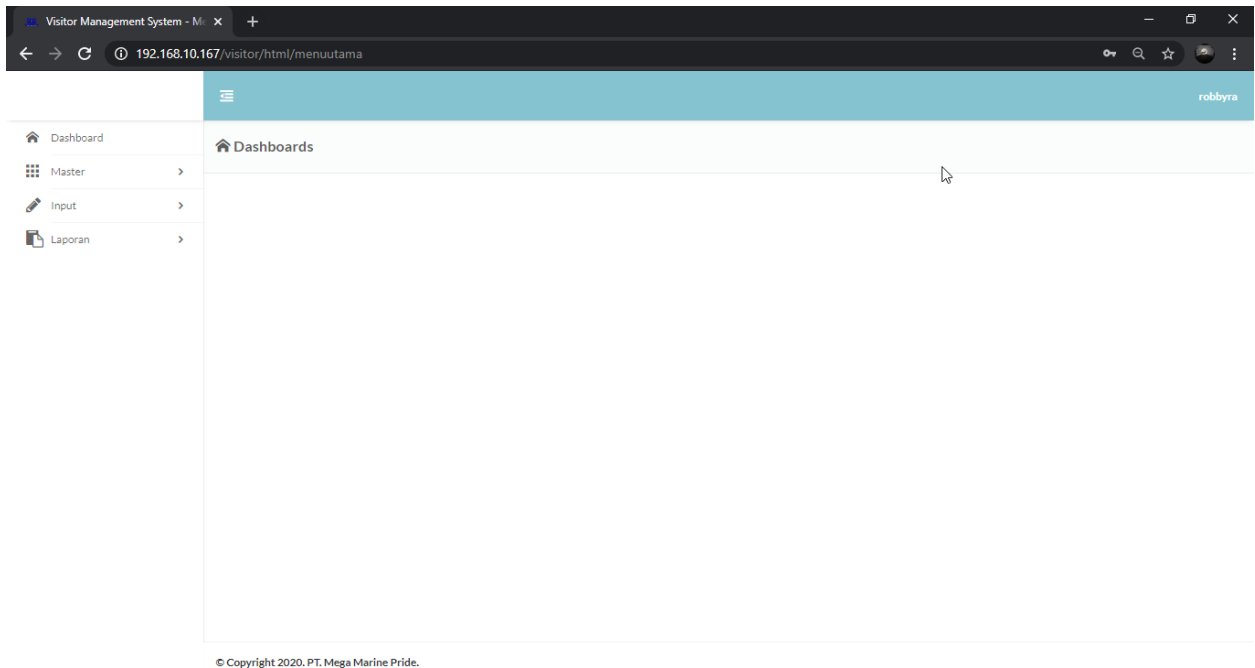 Visitor Management System - M
192.168.10.167/visitor/html/menuutama
robbyra
Dashboard
Master
Input
Laporan
Dashboards
© Copyright 2020. PT. Mega Marine Pride.